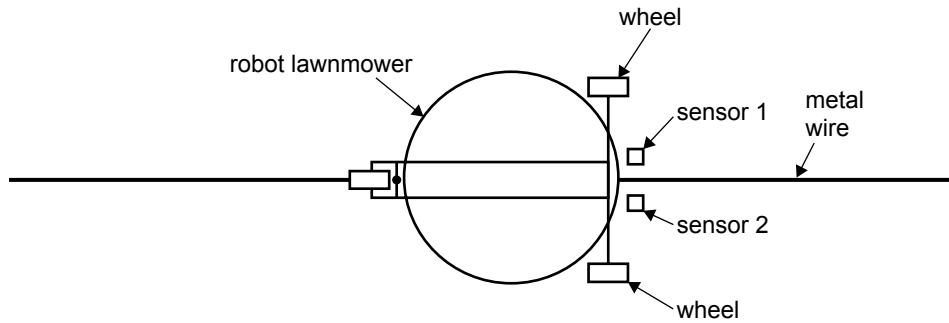 wheel
robot lawnmower
sensor 1
metal
wire
sensor 2
wheel